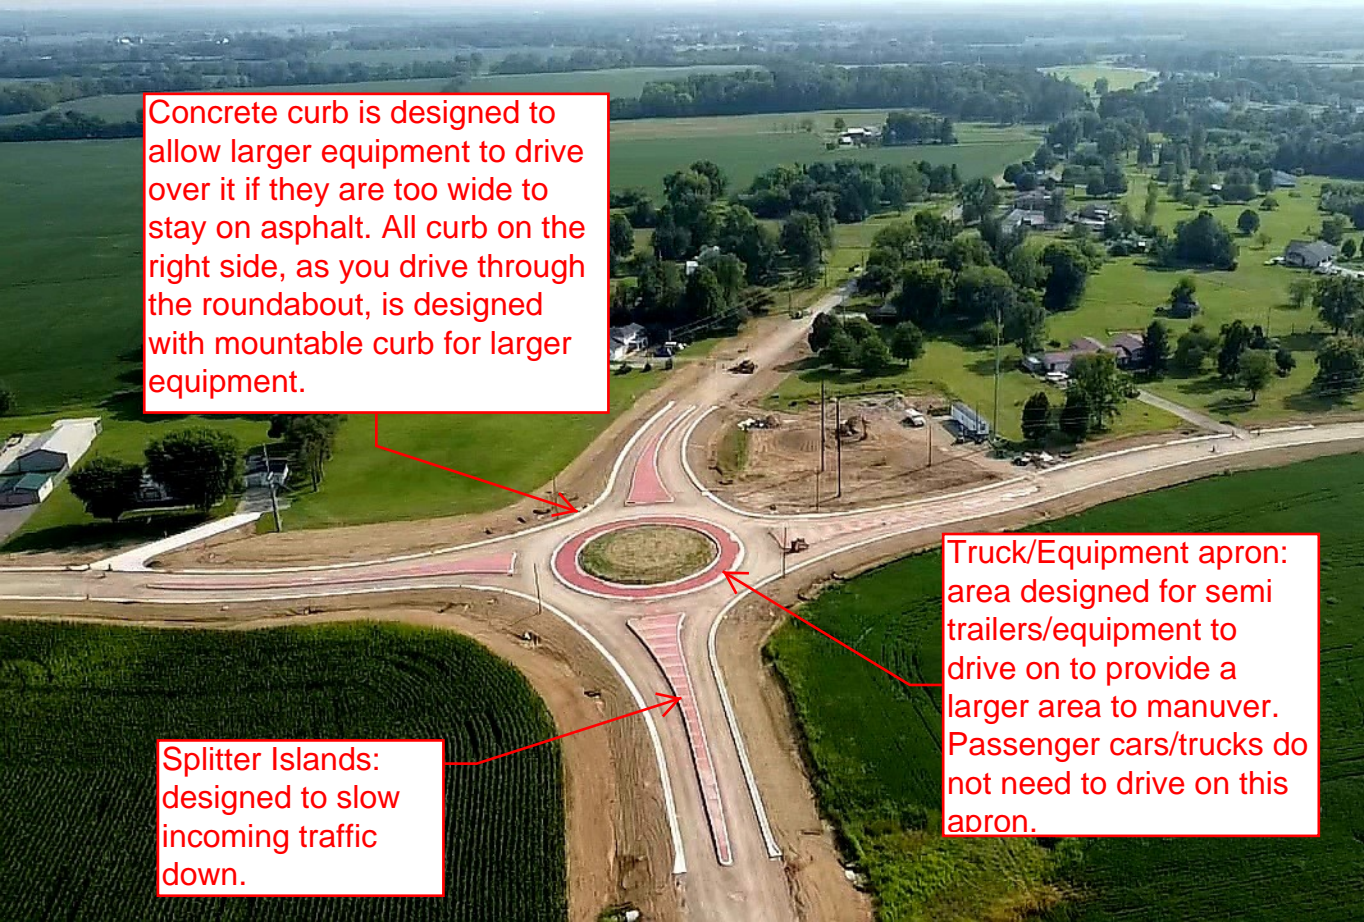 Concrete curb is designed to
allow larger equipment to drive
over it if they are too wide to
stay on asphalt. All curb on the
right side, as you drive through
the roundabout, is designed
with mountable curb for larger
equipment.
Truck/Equipment apron:
area designed for semi
trailers/equipment to
drive on to provide a
larger area to manuver.
Passenger cars/trucks do
not need to drive on this
apron.
Splitter Islands:
designed to slow
incoming traffic
down.